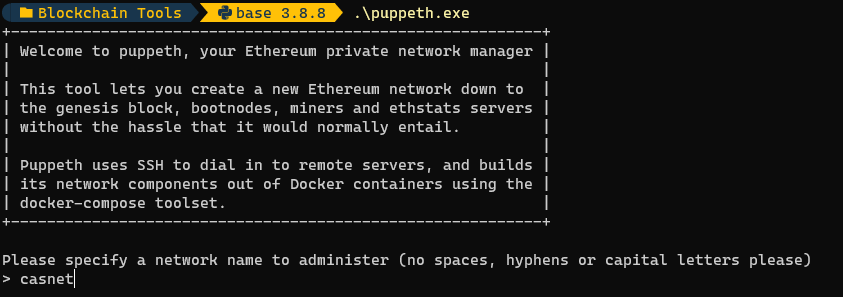 Blockchain Tools base 3.8.8 .\puppeth.exe
+-----------------------------------------------------------+
| Welcome to puppeth, your Ethereum private network manager |
| |
| This tool lets you create a new Ethereum network down to |
| the genesis block, bootnodes, miners and ethstats servers |
| without the hassle that it would normally entail. |
| |
| Puppeth uses SSH to dial in to remote servers, and builds |
| its network components out of Docker containers using the |
| docker-compose toolset. |
+-----------------------------------------------------------+
Please specify a network name to administer (no spaces, hyphens or capital letters please)
> casnet